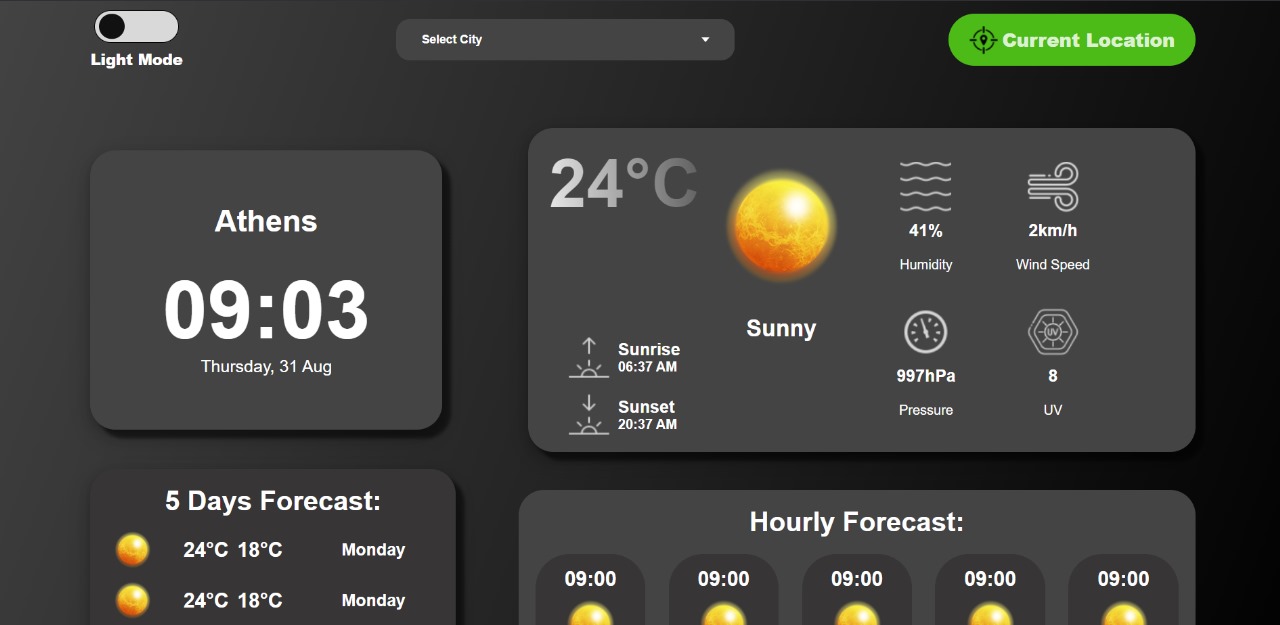 Light Mode
Select City
Current Location
Athens
09:03
Thursday, 31 Aug
24°C
Sunny
Sunrise
06:37 AM
Sunset
20:37 AM
41%
Humidity
2km/h
Wind Speed
997hPa
Pressure
UV
8
UV
5 Days Forecast:
24°C 18°C Monday
24°C 18°C Monday
Hourly Forecast:
09:00 09:00 09:00 09:00 09:00